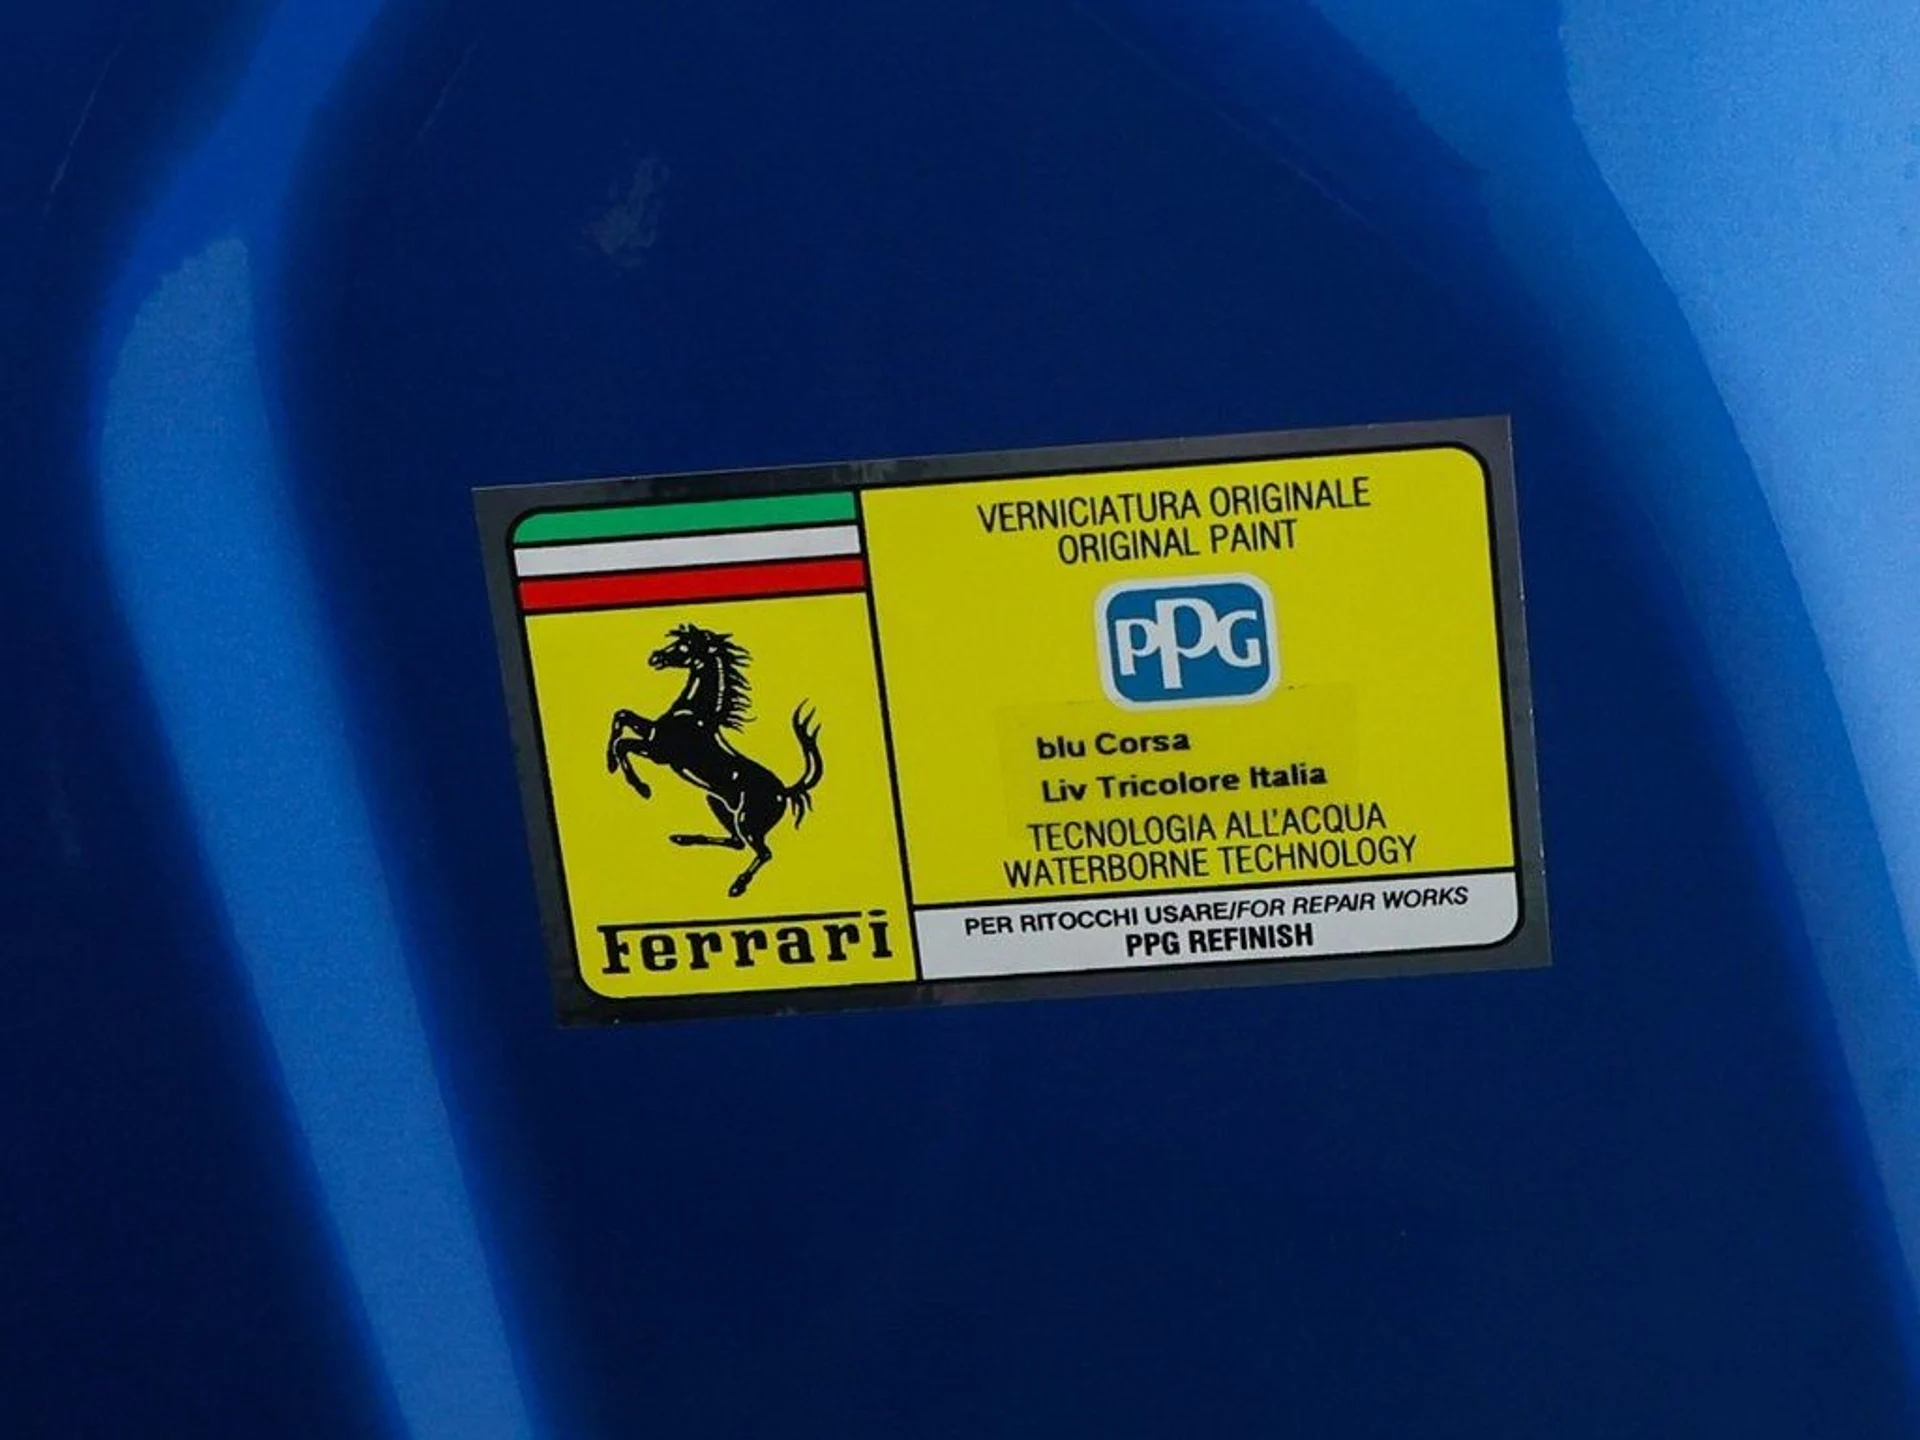 Ferrari
VERNICIATURA ORIGINALE
ORIGINAL PAINT
PPG
blu Corsa
Liv Tricolore Italia
TECNOLOGIA ALL'ACQUA
WATERBORNE TECHNOLOGY
PER RITOCCHI USARE/FOR REPAIR WORKS
PPG REFINISH